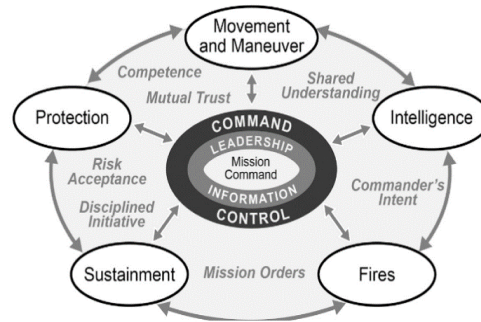 Movement
and Maneuver
Competence
Mutual Trust
Shared
Understanding
Protection
Intelligence
COMMAND
LEADERSHIP
Mission
Command
INFORMATION
CONTROL
Risk
Acceptance
Disciplined
Initiative
Commander's
Intent
Sustainment
Mission Orders
Fires